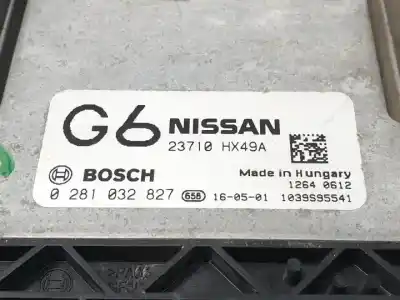 G6 NISSAN
23710 HX49A
BOSCH
Made in Hungary
1264 0612
0 281 032 827 658 16-05-01 1039S95541